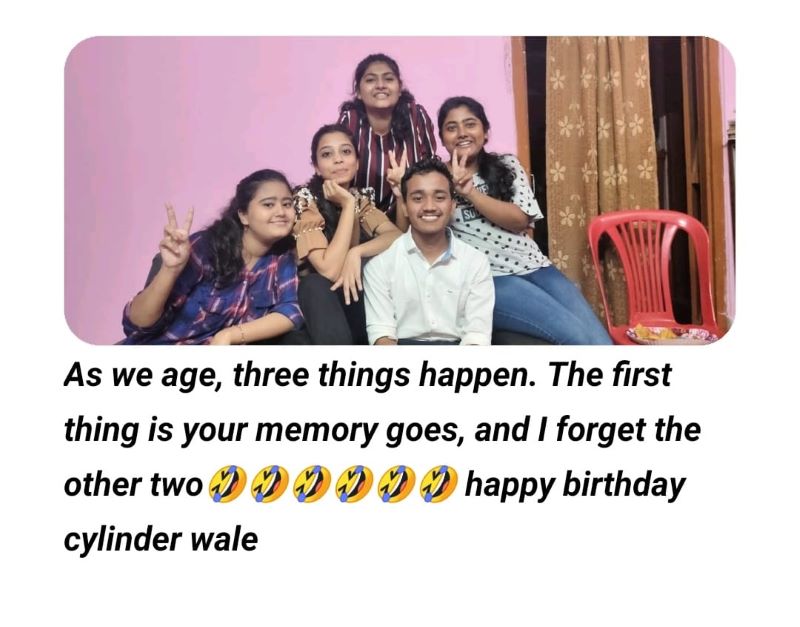 As we age, three things happen. The first
thing is your memory goes, and I forget the
other two🤣🤣🤣🤣🤣🤣 happy birthday
cylinder wale